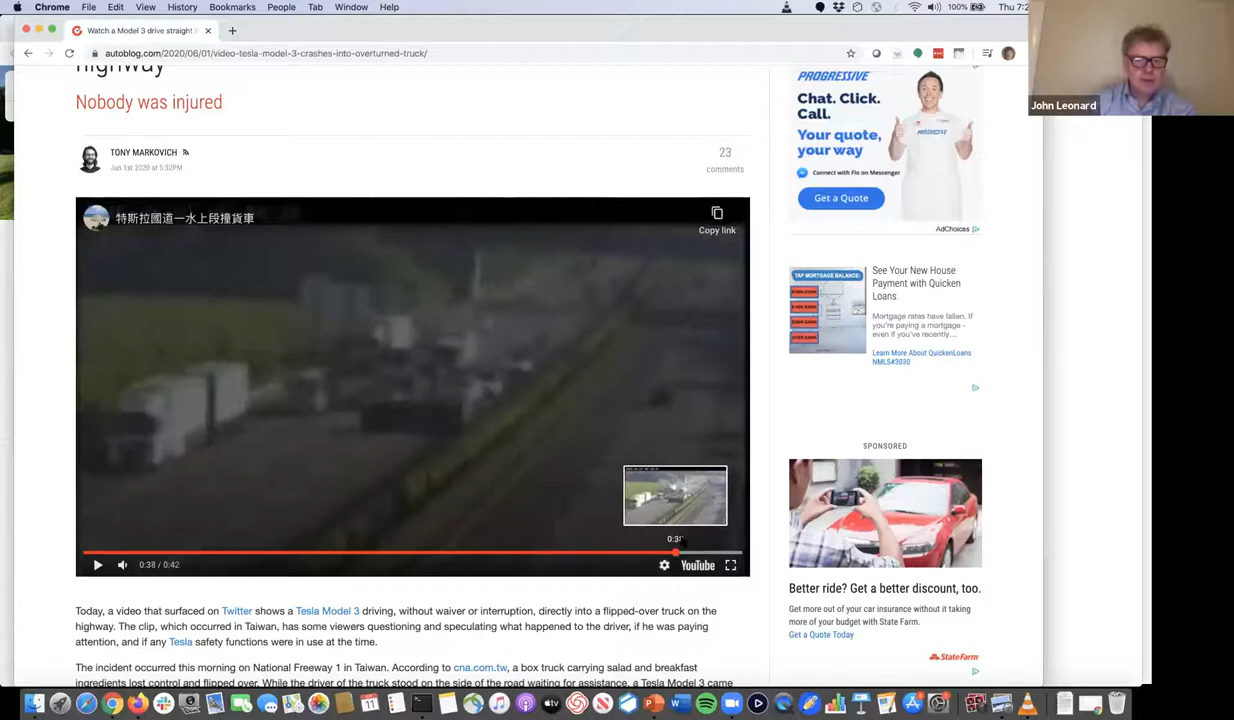 Chrome File Edit View History Bookmarks People Tab Window Help
100%
Thu 7:2
Watch a Model 3 drive straight
autoblog.com/2020/06/01/video-tesla-model-3-crashes-into-overturned-truck/
John Leonard
highway
Nobody was injured
TONY MARKOVICH
Jun 1st 2020 at 5:32PM
23
comments
特斯拉國道一水上段撞貨車
Copy link
0:38
0:38 / 0:42
YouTube
Today, a video that surfaced on Twitter shows a Tesla Model 3 driving, without waiver or interruption, directly into a flipped-over truck on the
highway. The clip, which occurred in Taiwan, has some viewers questioning and speculating what happened to the driver, if he was paying
attention, and if any Tesla safety functions were in use at the time.
The incident occurred this morning on National Freeway 1 in Taiwan. According to cna.com.tw, a box truck carrying salad and breakfast
ingredients lost control and flipped over. While the driver of the truck stood on the side of the road waiting for assistance, a Tesla Model 3 came
PROGRESSIVE
Chat. Click.
Call.
Your quote,
your way
Connect with Flo on Messenger
Get a Quote
AdChoices
TAP MORTGAGE BALANCE:
See Your New House
Payment with Quicken
Loans
Mortgage rates have fallen. If
you're paying a mortgage -
even if you've recently…
Learn More About QuickenLoans
NMLS#3030
SPONSORED
Better ride? Get a better discount, too.
Get more out of your car insurance without it taking
more of your budget with State Farm.
Get a Quote Today
StateFarm